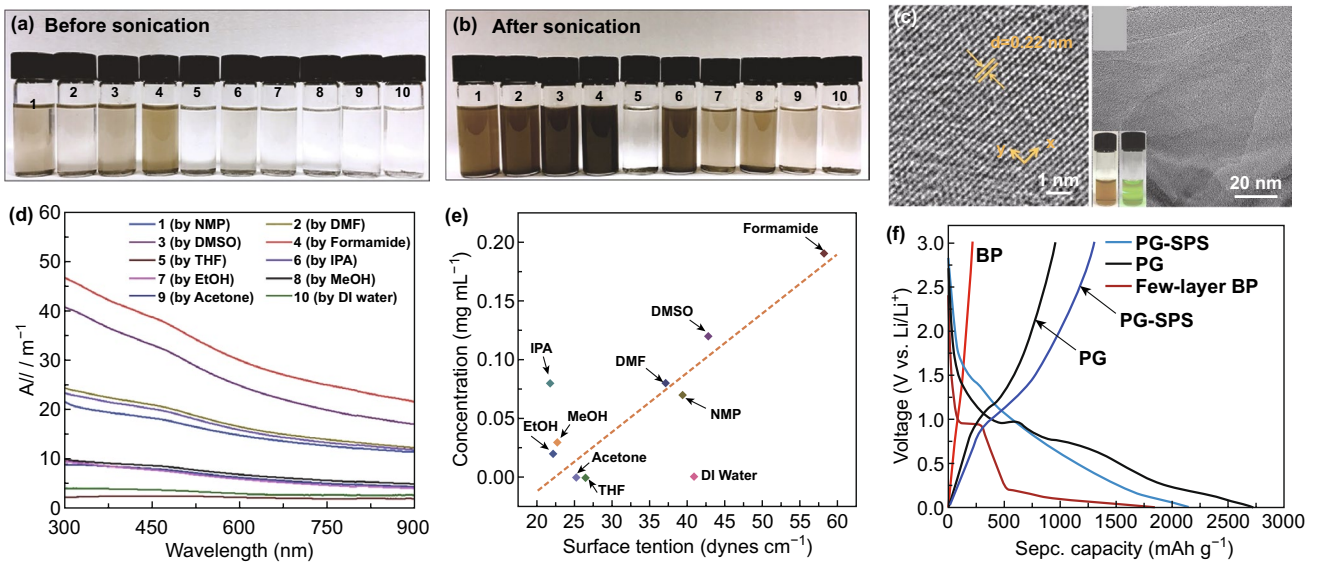 (a) Before sonication
1 2 3 4 5 6 7 8 9 10
(b) After sonication
1 2 3 4 5 6 7 8 9 10
(c)
d=0.22 nm
Y x
1 nm
20 nm
(d)
60
50
40
30
20
10
0
A// / m−1
1 (by NMP) 2 (by DMF)
3 (by DMSO) 4 (by Formamide)
5 (by THF) 6 (by IPA)
7 (by EtOH) 8 (by MeOH)
9 (by Acetone) 10 (by DI water)
300 450 600 750 900
Wavelength (nm)
(e)
0.20
0.15
0.10
0.05
0.00
Concentration (mg mL−1)
Formamide
DMSO
IPA
DMF
NMP
MeOH
EtOH
Acetone
THF
DI Water
20 25 30 35 40 45 50 55 60
Surface tention (dynes cm−1)
(f)
3.0
2.5
2.0
1.5
1.0
0.5
0.0
Voltage (V vs. Li/Li+)
BP
PG-SPS
PG
Few-layer BP
PG-SPS
PG
0 500 1000 1500 2000 2500 3000
Sepc. capacity (mAh g−1)